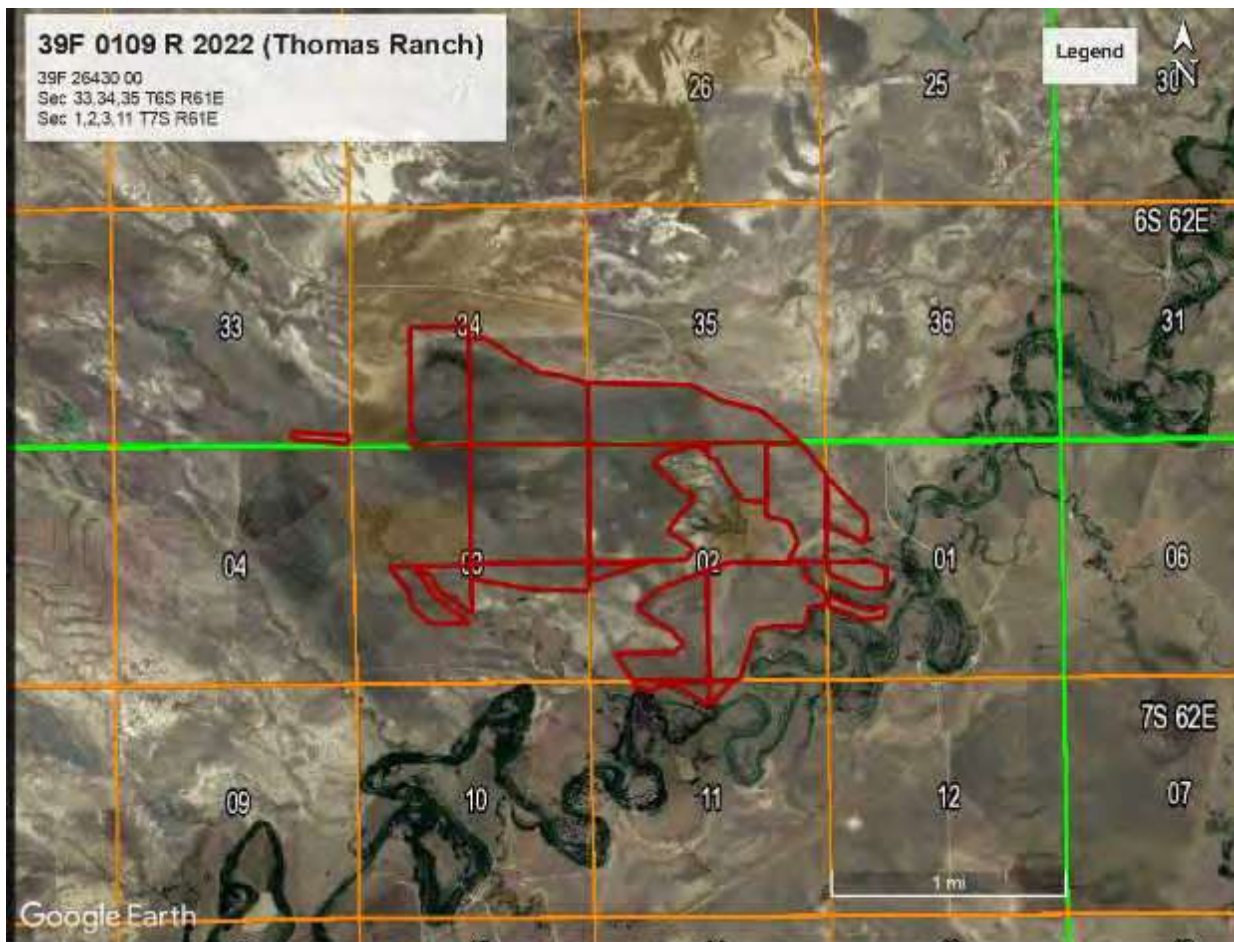 39F 0109 R 2022 (Thomas Ranch)
39F 26430 00
Sec 33,34,35 T6S R61E
Sec 1,2,3,11 T7S R61E
Legend
N
26
25
30
6S 62E
33
34
35
36
31
04
03
02
01
06
7S 62E
09
10
11
12
07
1 mi
Google Earth